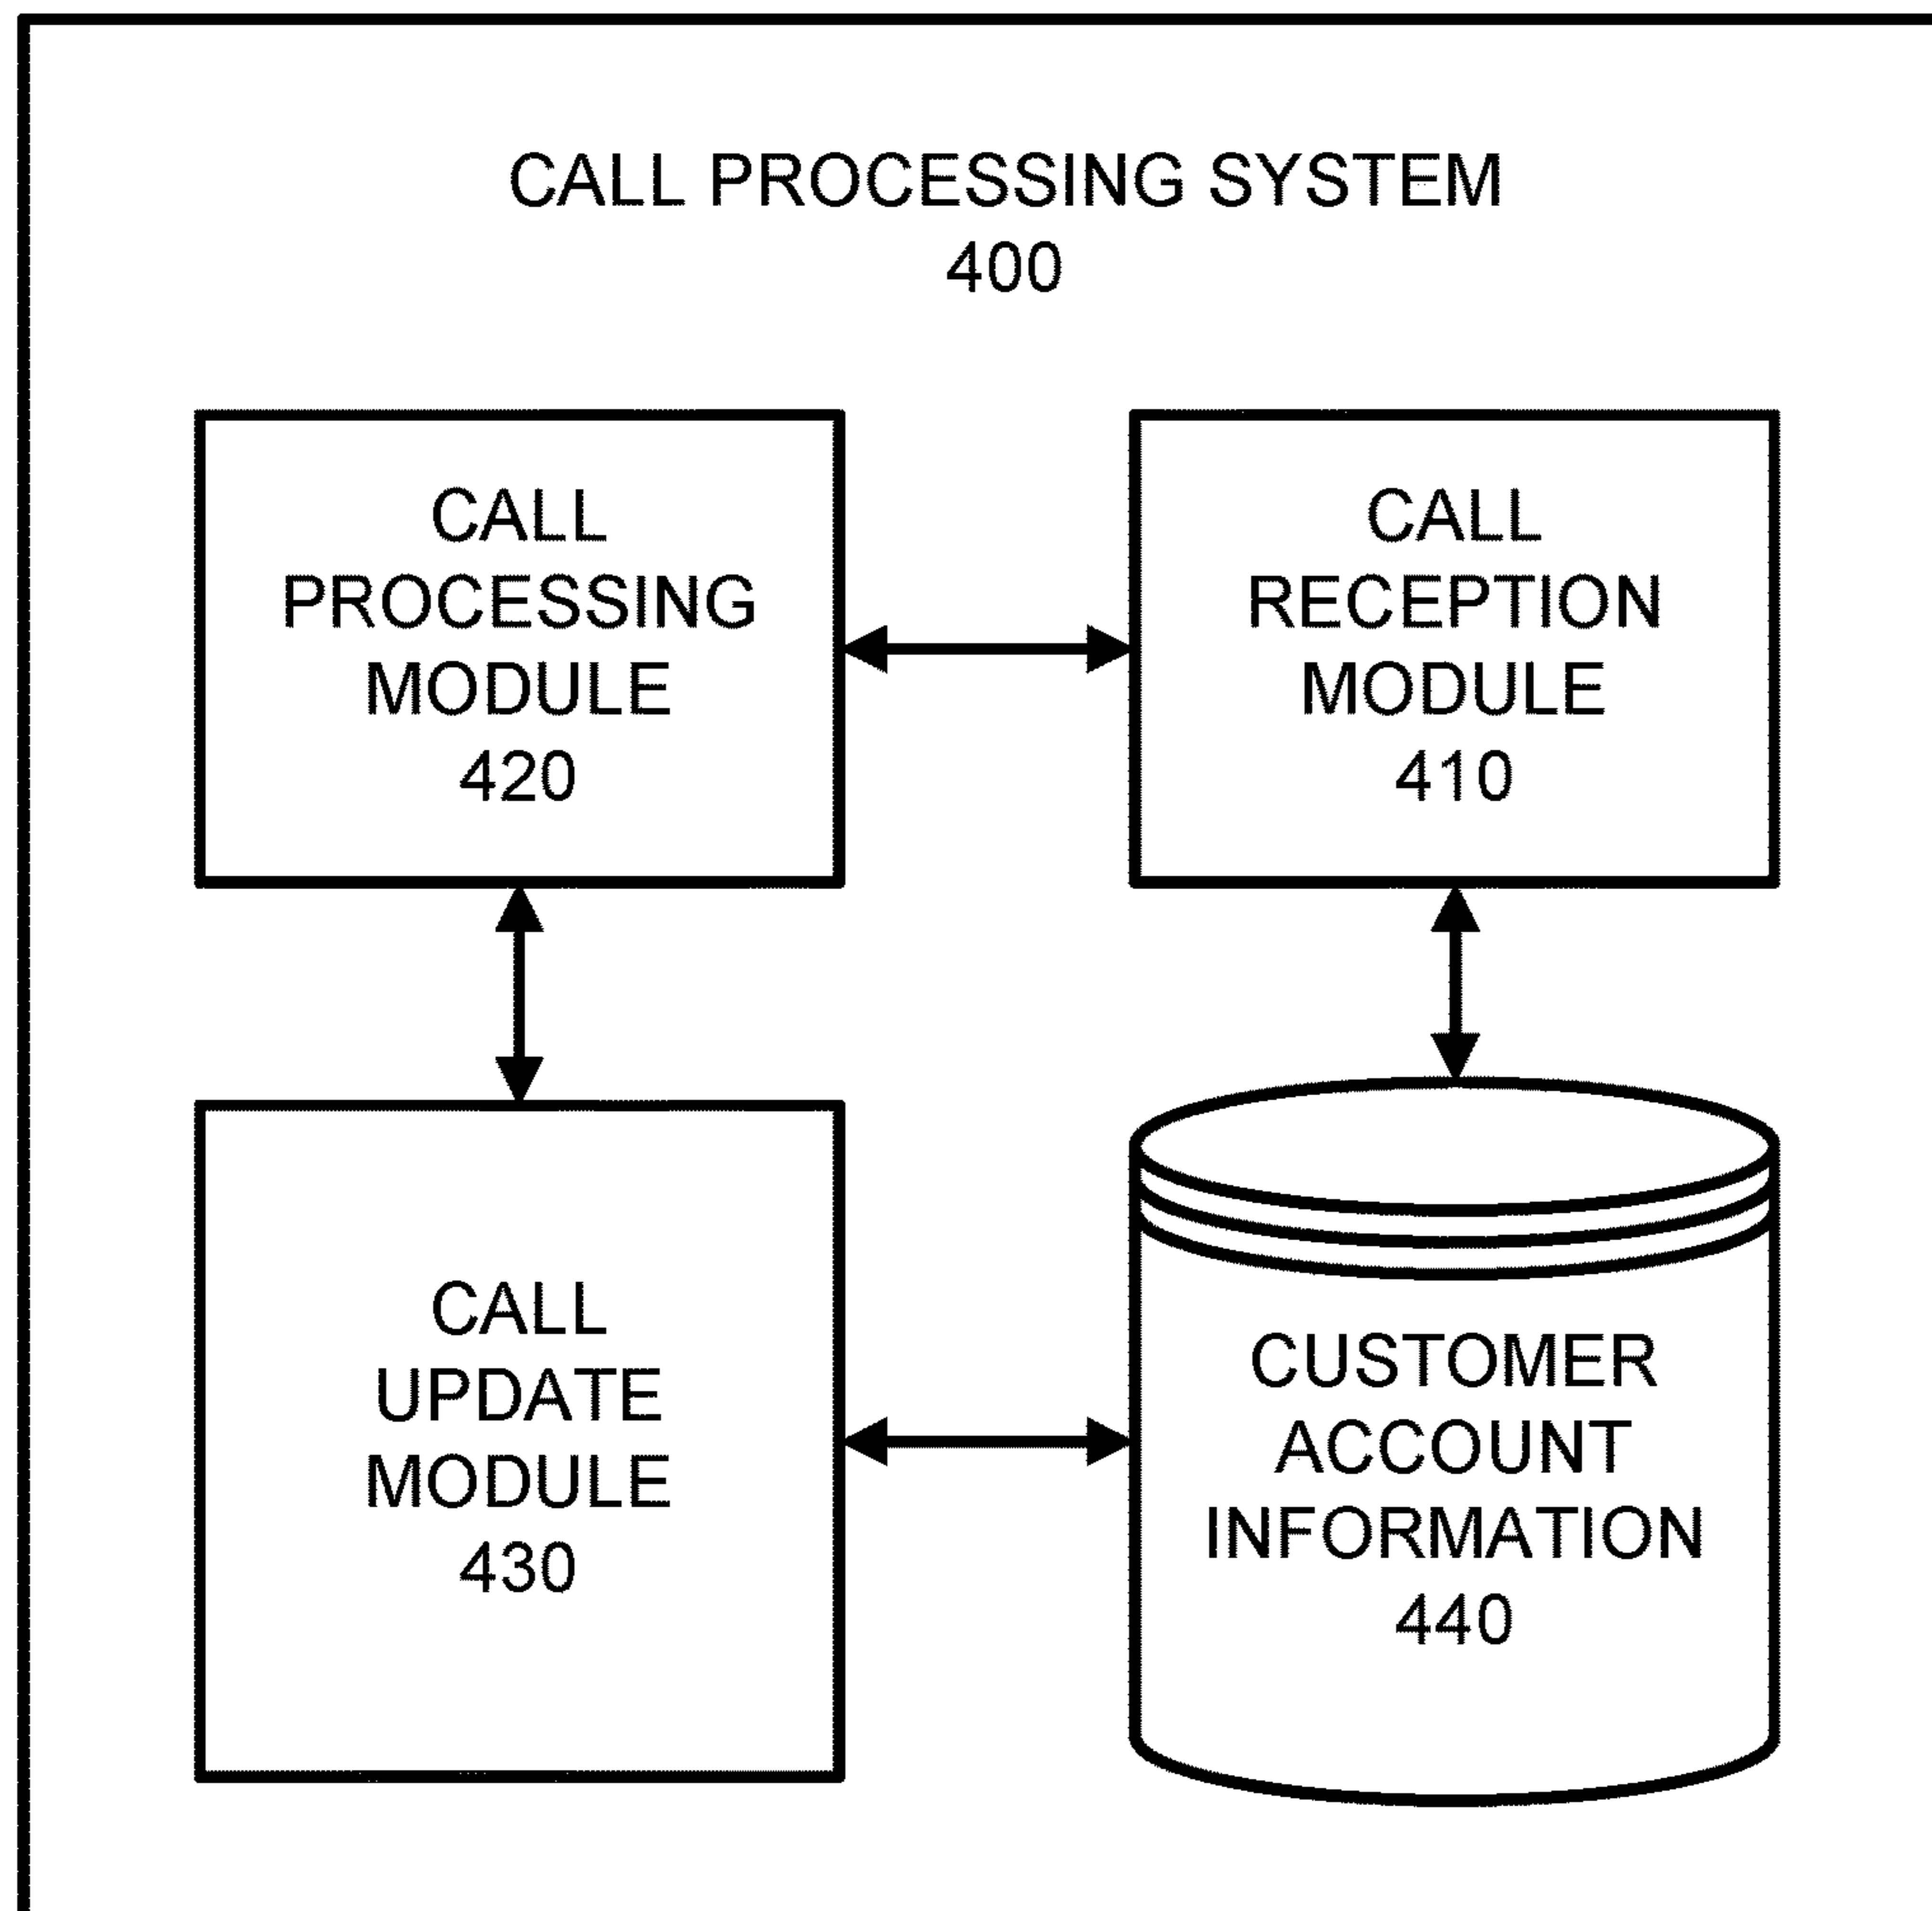 CALL PROCESSING SYSTEM
400
CALL
PROCESSING
MODULE
420
CALL
RECEPTION
MODULE
410
CALL
UPDATE
MODULE
430
CUSTOMER
ACCOUNT
INFORMATION
440